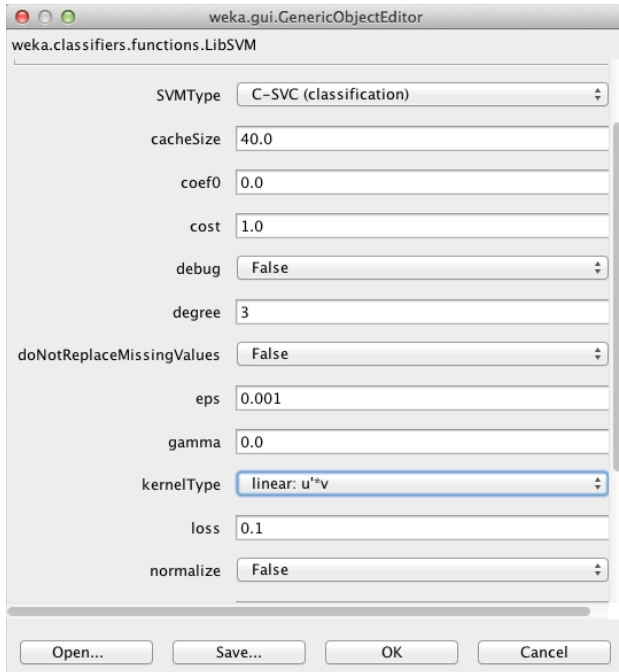 weka.gui.GenericObjectEditor
weka.classifiers.functions.LibSVM
SVMType C-SVC (classification)
cacheSize 40.0
coef0 0.0
cost 1.0
debug False
degree 3
doNotReplaceMissingValues False
eps 0.001
gamma 0.0
kernelType linear: u'*v
loss 0.1
normalize False
Open... Save... OK Cancel